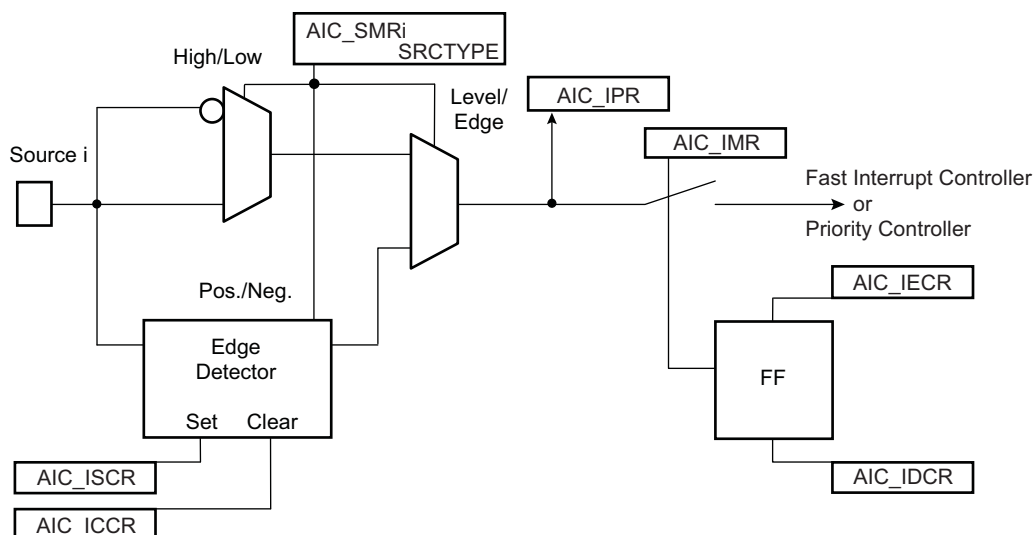 AIC_SMRi
SRCTYPE
High/Low
Level/
Edge
AIC_IPR
AIC_IMR
Source i
Fast Interrupt Controller
or
Priority Controller
Pos./Neg.
AIC_IECR
Edge
Detector
FF
Set Clear
AIC_ISCR
AIC_IDCR
AIC_ICCR